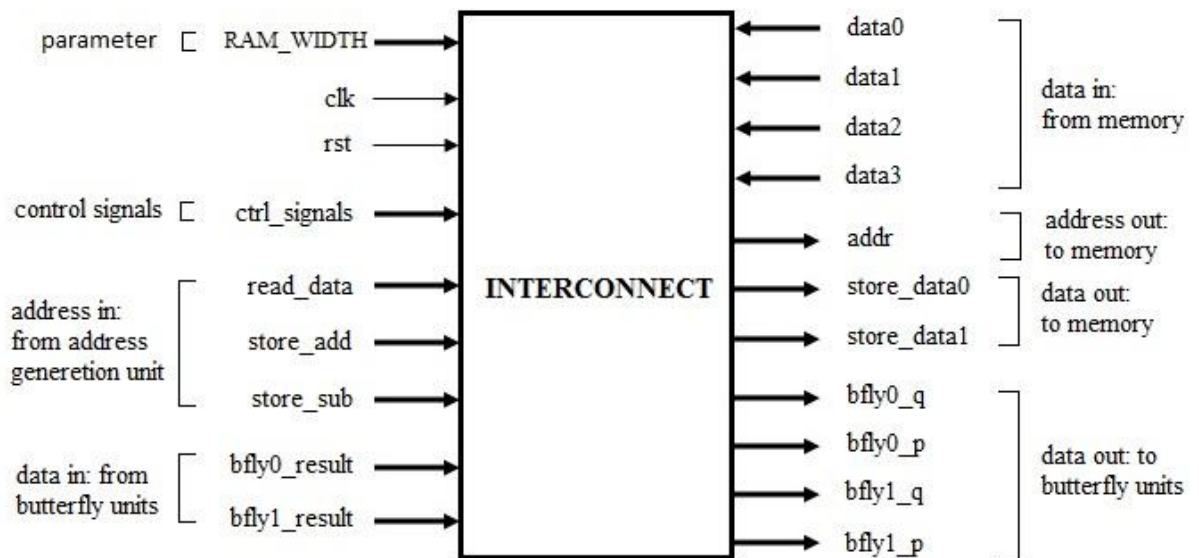 parameter
RAM_WIDTH
clk
rst
control signals
ctrl_signals
address in:
from address
generetion unit
read_data
store_add
store_sub
data in: from
butterfly units
bfly0_result
bfly1_result
INTERCONNECT
data0
data1
data2
data3
data in:
from memory
addr
address out:
to memory
store_data0
store_data1
data out:
to memory
bfly0_q
bfly0_p
bfly1_q
bfly1_p
data out: to
butterfly units